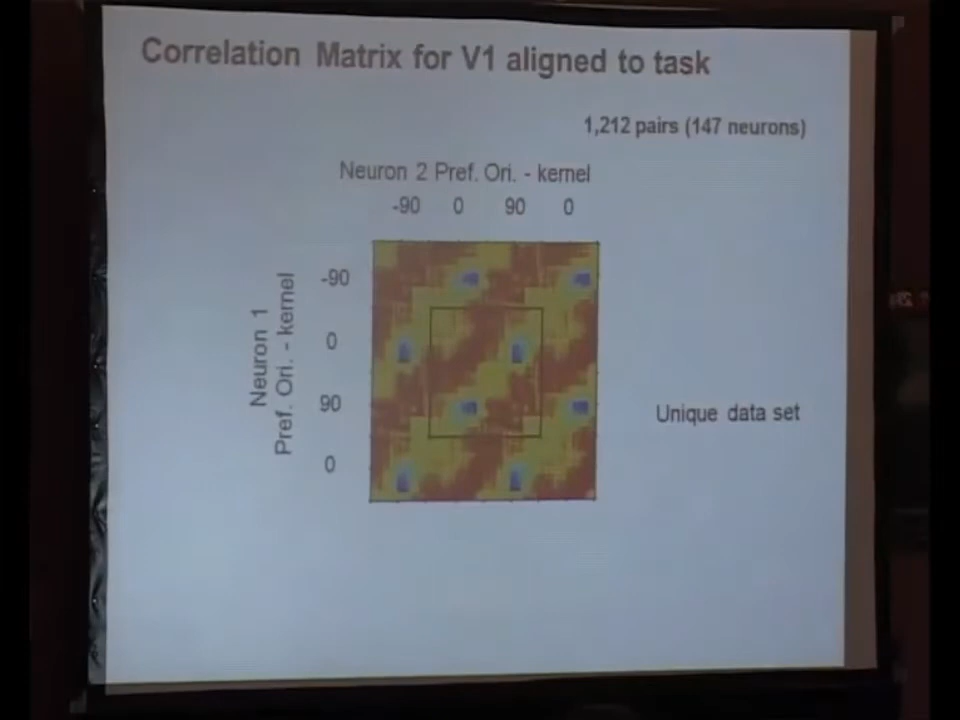 Correlation Matrix for V1 aligned to task
1,212 pairs (147 neurons)
Neuron 2 Pref. Ori. - kernel
-90 0 90 0
Neuron 1
Pref. Ori. - kernel
-90
0
90
0
Unique data set